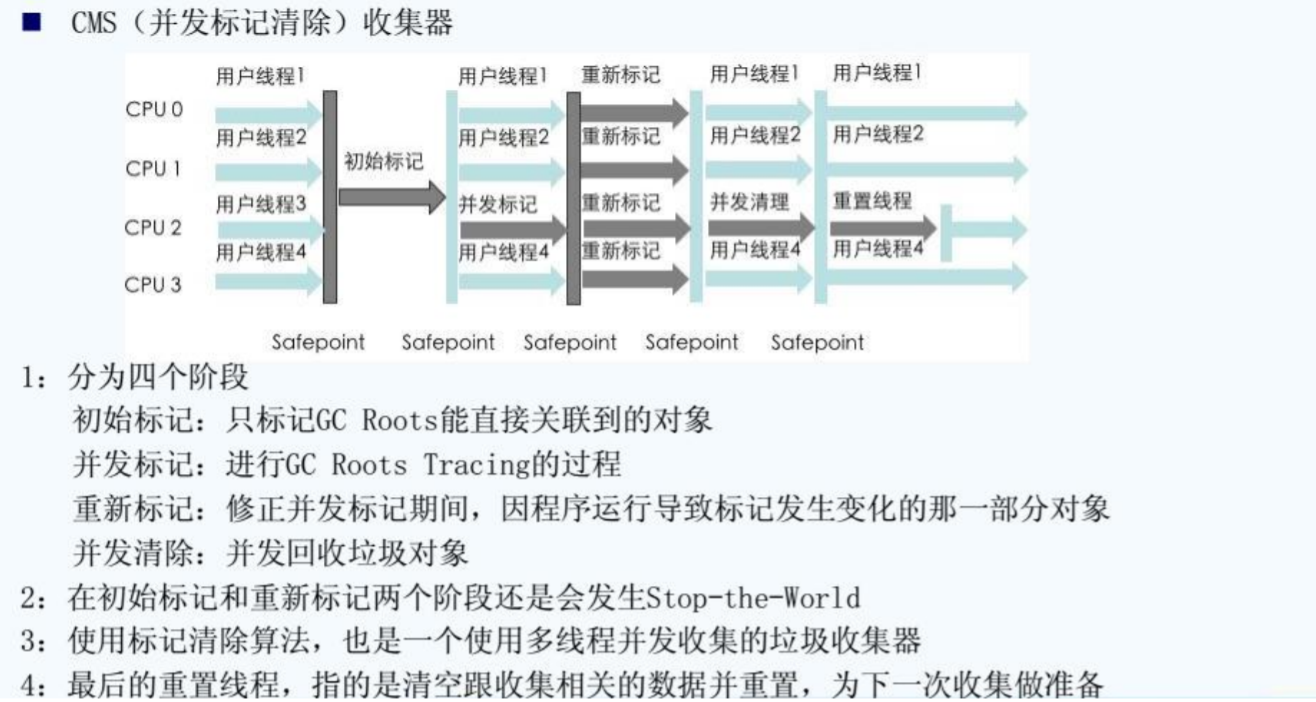 ■ CMS（并发标记清除）收集器
用户线程1 用户线程1 重新标记 用户线程1 用户线程1
CPU 0
用户线程2 用户线程2 重新标记 用户线程2 用户线程2
CPU 1 初始标记
用户线程3 并发标记 重新标记 并发清理 重置线程
CPU 2
用户线程4 用户线程4 重新标记 用户线程4 用户线程4
CPU 3
Safepoint Safepoint Safepoint Safepoint Safepoint
1：分为四个阶段
初始标记：只标记GC Roots能直接关联到的对象
并发标记：进行GC Roots Tracing的过程
重新标记：修正并发标记期间，因程序运行导致标记发生变化的那一部分对象
并发清除：并发回收垃圾对象
2：在初始标记和重新标记两个阶段还是会发生Stop-the-World
3：使用标记清除算法，也是一个使用多线程并发收集的垃圾收集器
4：最后的重置线程，指的是清空跟收集相关的数据并重置，为下一次收集做准备